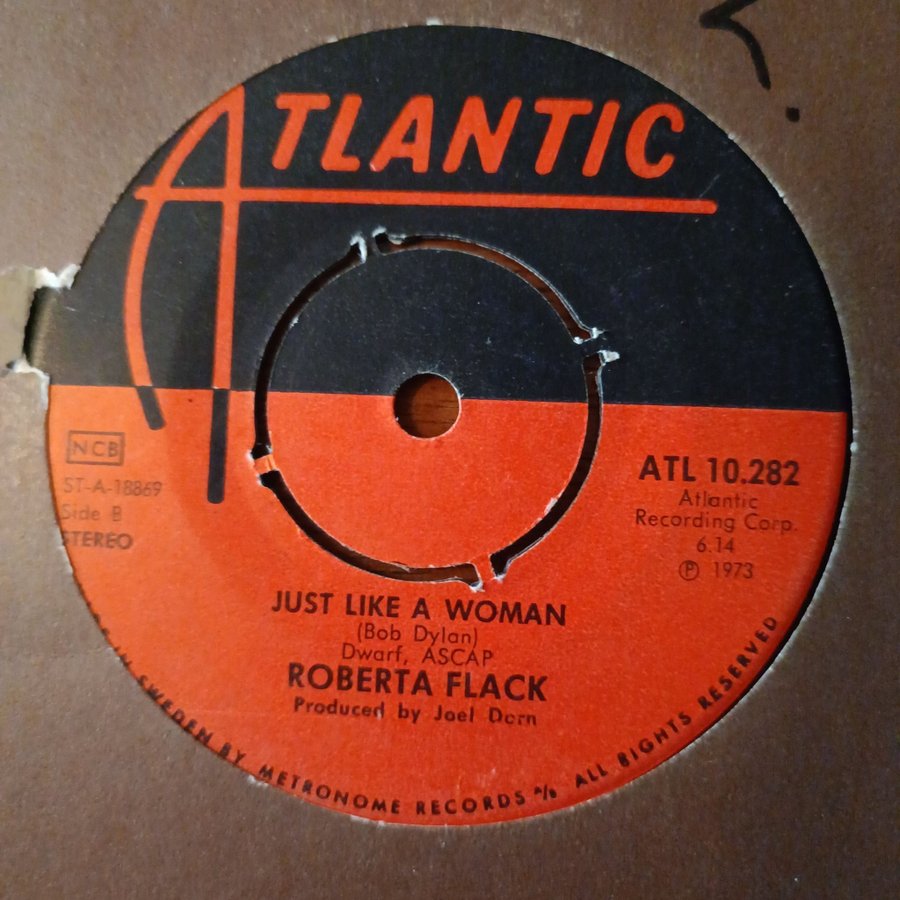 ATLANTIC
NCB
ST-A-18869
Side B
STEREO
ATL 10.282
Atlantic
Recording Corp.
6.14
Ⓟ 1973
JUST LIKE A WOMAN
(Bob Dylan)
Dwarf, ASCAP
ROBERTA FLACK
Produced by Joel Dorn
IN SWEDEN BY METRONOME RECORDS A/B ALL RIGHTS RESERVED